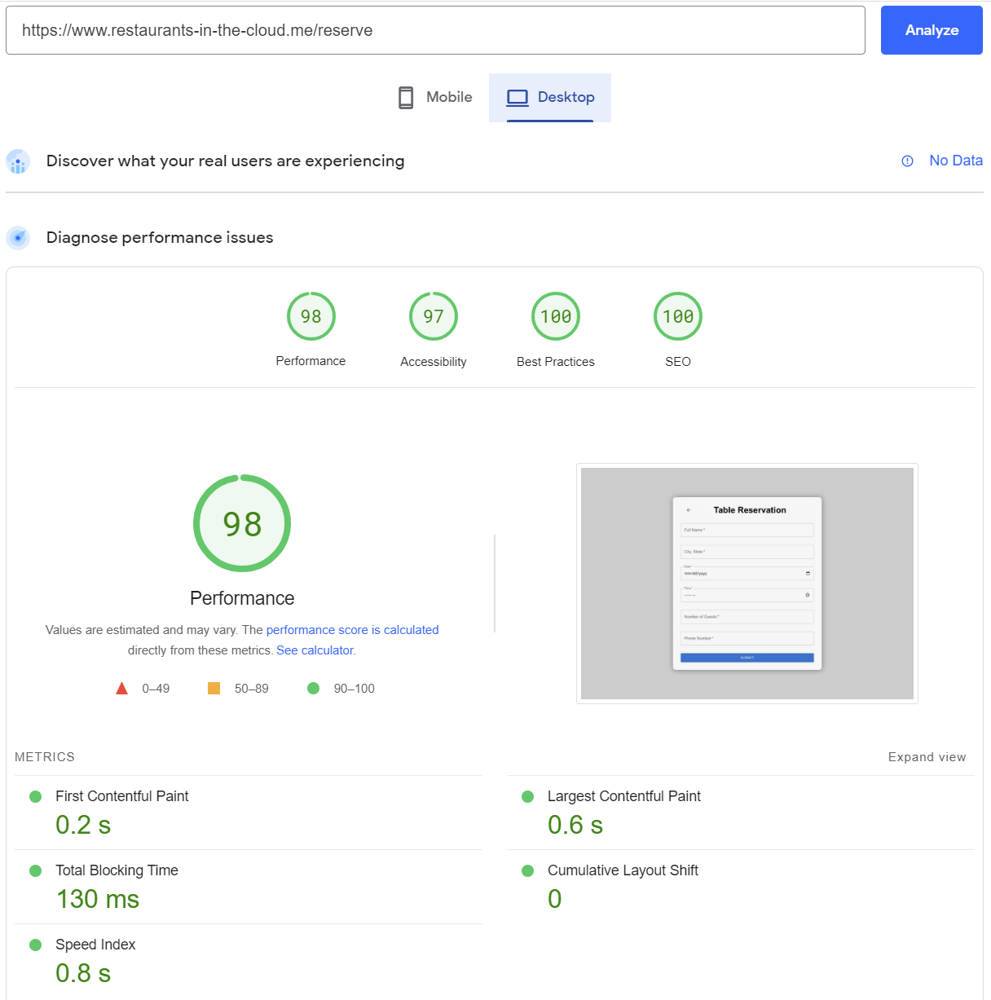 https://www.restaurants-in-the-cloud.me/reserve
Analyze
Mobile
Desktop
Discover what your real users are experiencing
No Data
Diagnose performance issues
98
97
100
100
Performance
Accessibility
Best Practices
SEO
98
Performance
Values are estimated and may vary. The performance score is calculated
directly from these metrics. See calculator.
0–49
50–89
90–100
Table Reservation
Full Name *
City, State *
Date *
mm/dd/yyyy
Time *
--:-- --
Number of Guests *
Phone Number *
SUBMIT
METRICS
Expand view
First Contentful Paint
0.2 s
Largest Contentful Paint
0.6 s
Total Blocking Time
130 ms
Cumulative Layout Shift
0
Speed Index
0.8 s